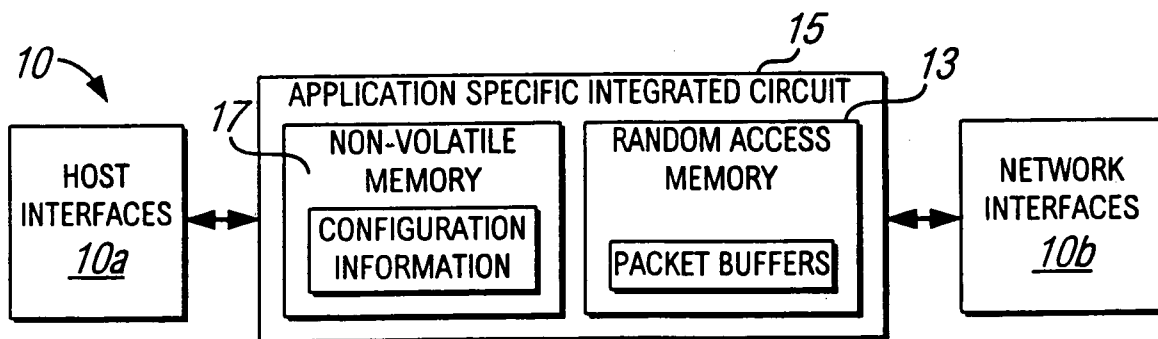 10
15
13
APPLICATION SPECIFIC INTEGRATED CIRCUIT
17
HOST
INTERFACES
10a
NON-VOLATILE
MEMORY
CONFIGURATION
INFORMATION
RANDOM ACCESS
MEMORY
PACKET BUFFERS
NETWORK
INTERFACES
10b